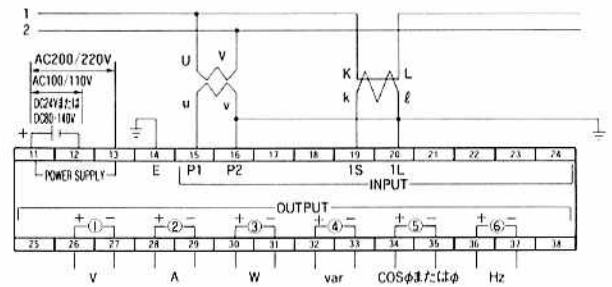 1
2
U V
K L
u v
k ℓ
AC200/220V
AC100/110V
DC24Vまたは
DC80-140V
+
11 12 13 14 15 16 17 18 19 20 21 22 23 24
POWER SUPPLY E P1 P2 1S 1L
INPUT
OUTPUT
+ ① − + ② − + ③ − + ④ − + ⑤ − + ⑥ −
25 26 27 28 29 30 31 32 33 34 35 36 37 38
V A W var COSφまたはφ Hz